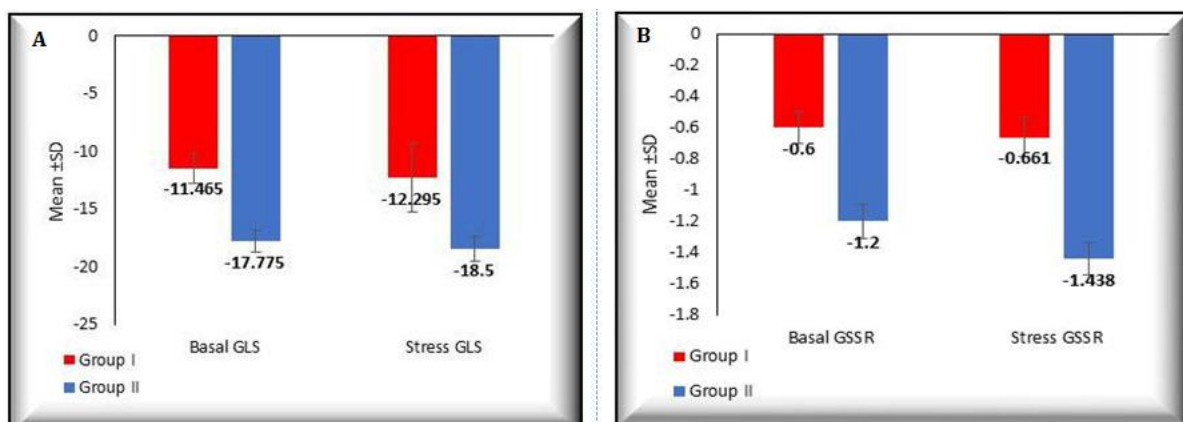 A
0
-5
-10
-15
-20
-25
Mean ±SD
-11.465
-17.775
-12.295
-18.5
Basal GLS
Stress GLS
Group I
Group II
B
0
-0.2
-0.4
-0.6
-0.8
-1
-1.2
-1.4
-1.6
-1.8
Mean ±SD
-0.6
-1.2
-0.661
-1.438
Basal GSSR
Stress GSSR
Group I
Group II